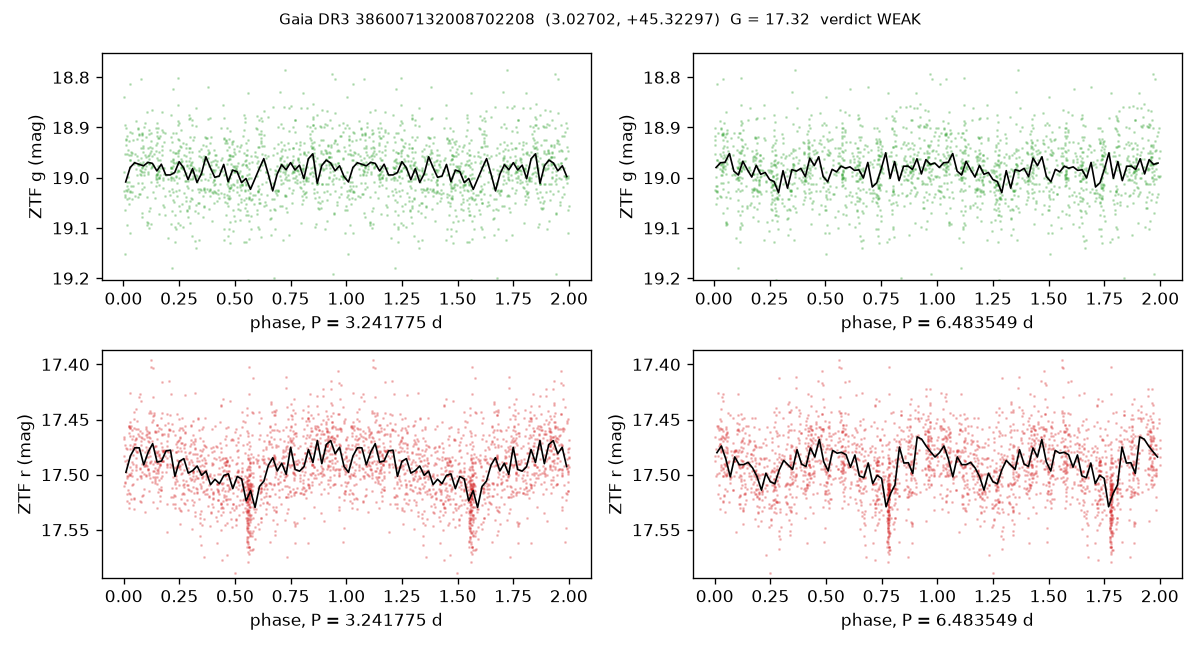 Gaia DR3 386007132008702208 (3.02702, +45.32297) G = 17.32 verdict WEAK
ZTF g (mag)
18.8
18.9
19.0
19.1
19.2
0.00 0.25 0.50 0.75 1.00 1.25 1.50 1.75 2.00
phase, P = 3.241775 d
ZTF g (mag)
18.8
18.9
19.0
19.1
19.2
0.00 0.25 0.50 0.75 1.00 1.25 1.50 1.75 2.00
phase, P = 6.483549 d
ZTF r (mag)
17.40
17.45
17.50
17.55
0.00 0.25 0.50 0.75 1.00 1.25 1.50 1.75 2.00
phase, P = 3.241775 d
ZTF r (mag)
17.40
17.45
17.50
17.55
0.00 0.25 0.50 0.75 1.00 1.25 1.50 1.75 2.00
phase, P = 6.483549 d